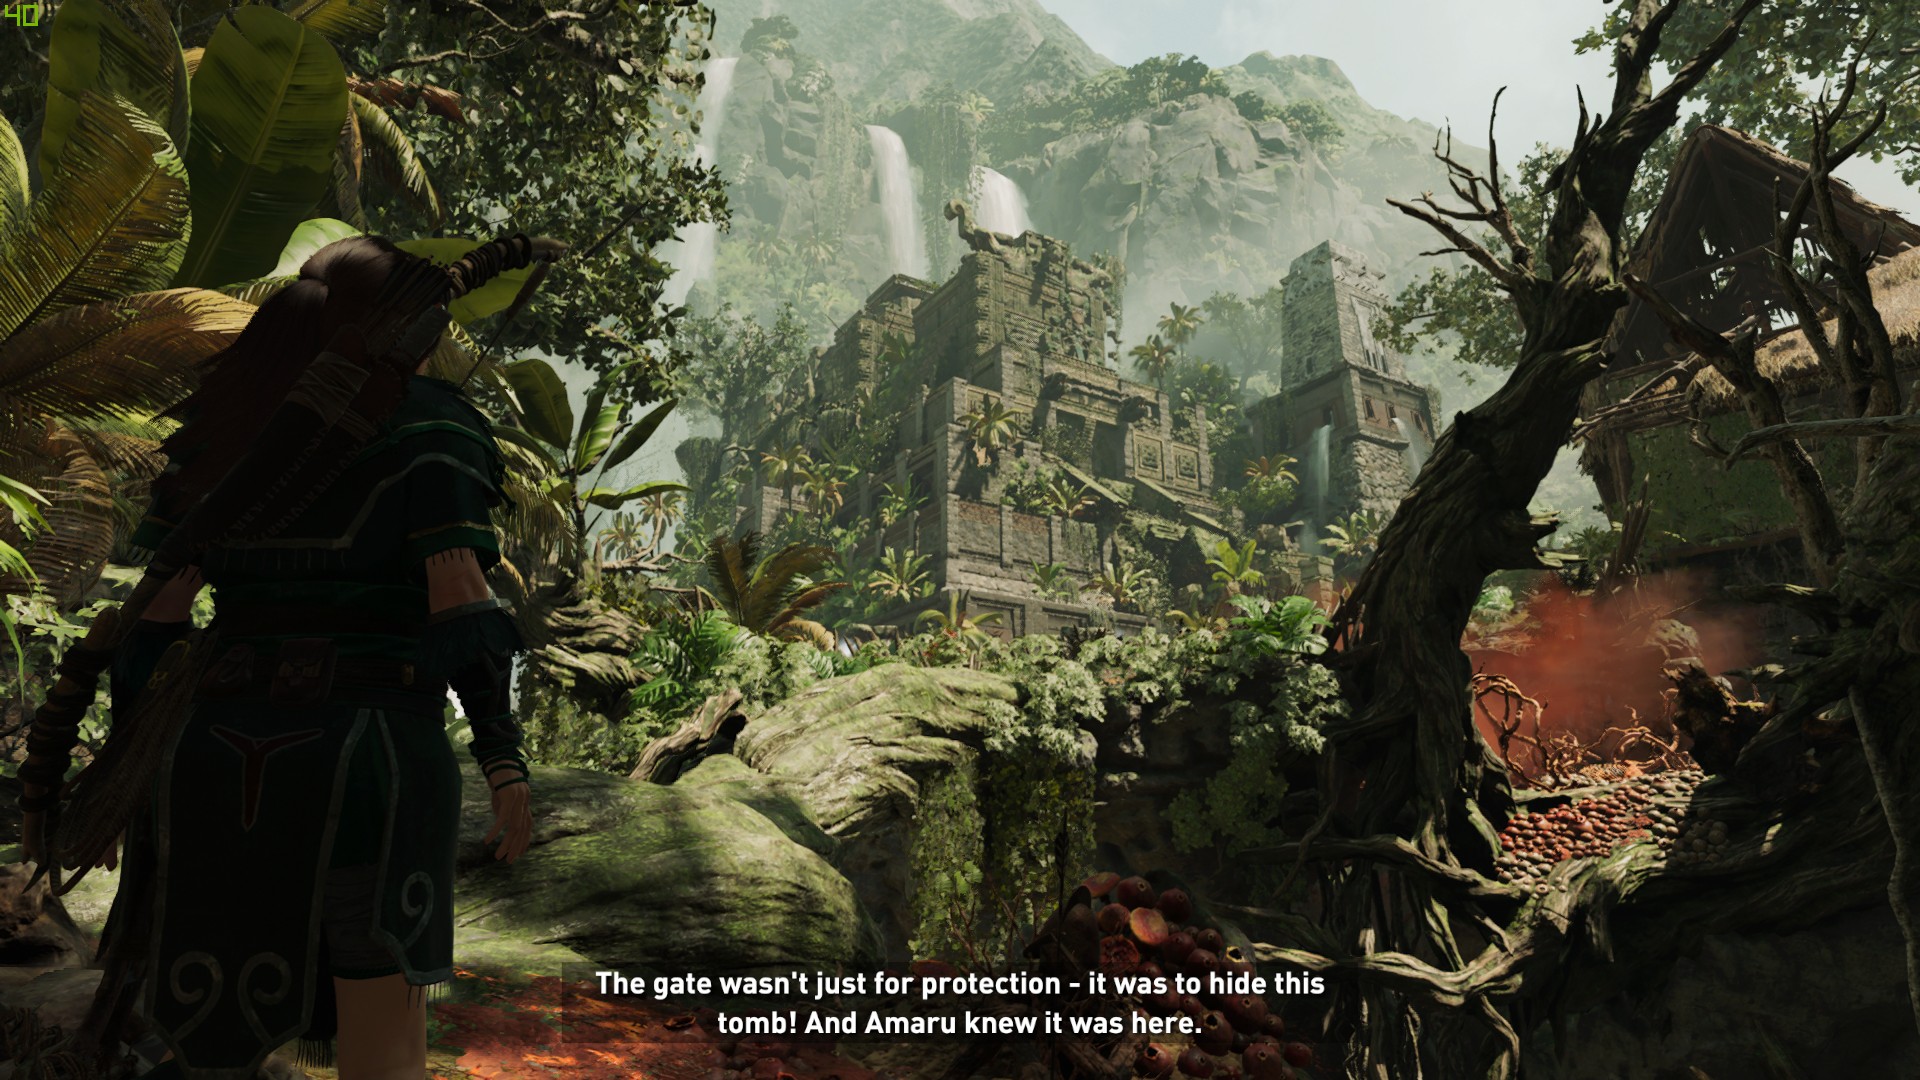 40
The gate wasn't just for protection - it was to hide this
tomb! And Amaru knew it was here.